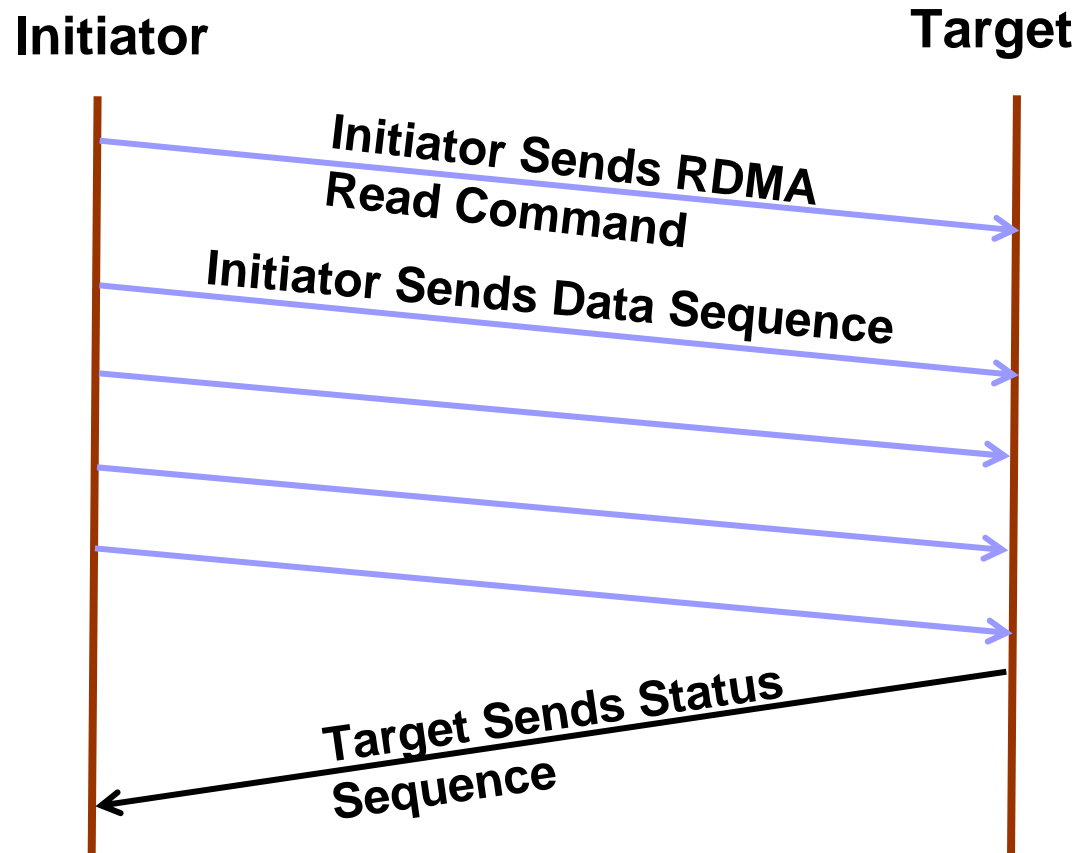 Initiator
Target
Initiator Sends RDMA
Read Command
Initiator Sends Data Sequence
Target Sends Status
Sequence